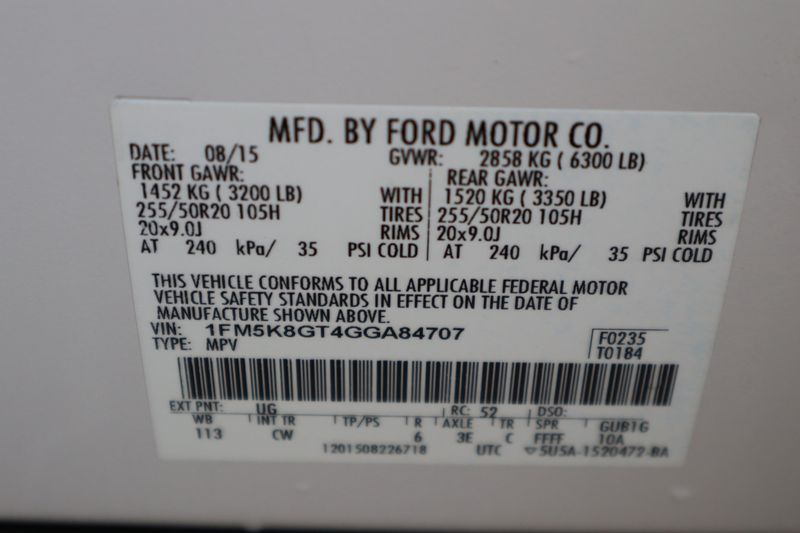 MFD. BY FORD MOTOR CO.
DATE: 08/15 GVWR: 2858 KG ( 6300 LB)
FRONT GAWR: REAR GAWR:
1452 KG ( 3200 LB) WITH 1520 KG ( 3350 LB) WITH
255/50R20 105H TIRES 255/50R20 105H TIRES
20x9.0J RIMS 20x9.0J RIMS
AT 240 kPa/ 35 PSI COLD AT 240 kPa/ 35 PSI COLD
THIS VEHICLE CONFORMS TO ALL APPLICABLE FEDERAL MOTOR
VEHICLE SAFETY STANDARDS IN EFFECT ON THE DATE OF
MANUFACTURE SHOWN ABOVE.
VIN: 1FM5K8GT4GGA84707 F0235
TYPE: MPV T0184
EXT PNT: UG RC: 52 DSO:
WB INT TR TP/PS R AXLE TR SPR GUB1G
113 CW 6 3E C FFFF 10A
1201508226718 UTC ▽5U5A-1520472-BA